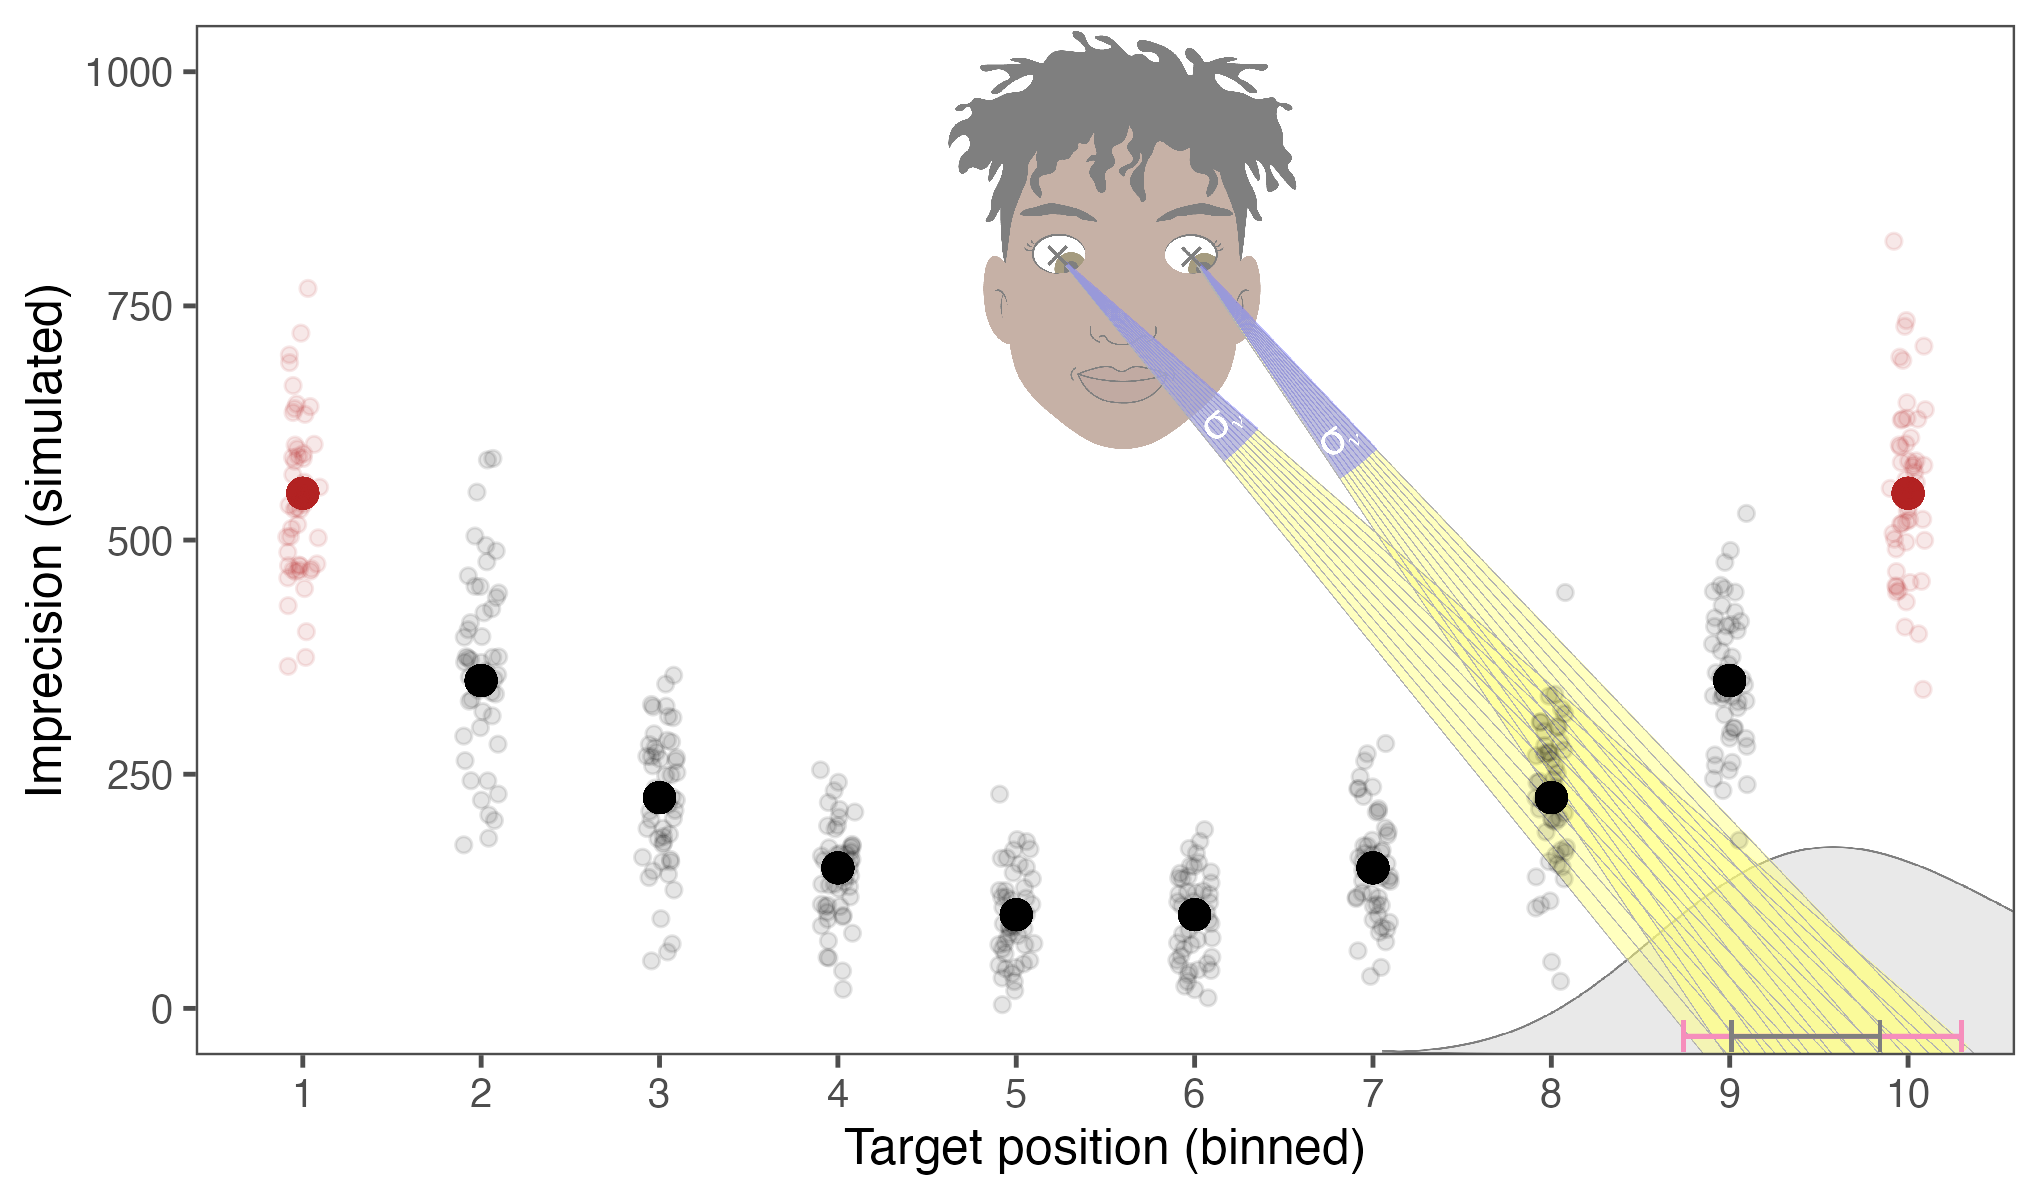 Imprecision (simulated)
1000
750
500
250
0
σᵥ
σᵥ
1 2 3 4 5 6 7 8 9 10
Target position (binned)